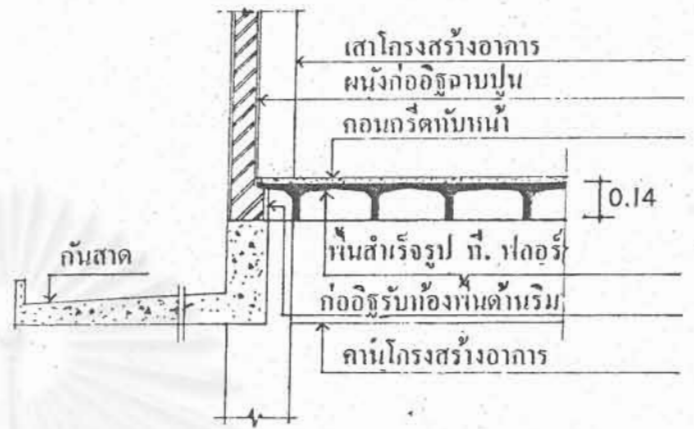 เสาโครงสร้างอาคาร
ผนังก่ออิฐฉาบปูน
คอนกรีตทับหน้า
0.14
กันสาด
พื้นสำเร็จรูป ที. ฟลอร์
ก่ออิฐรับท้องพื้นด้านริม
คานโครงสร้างอาคาร